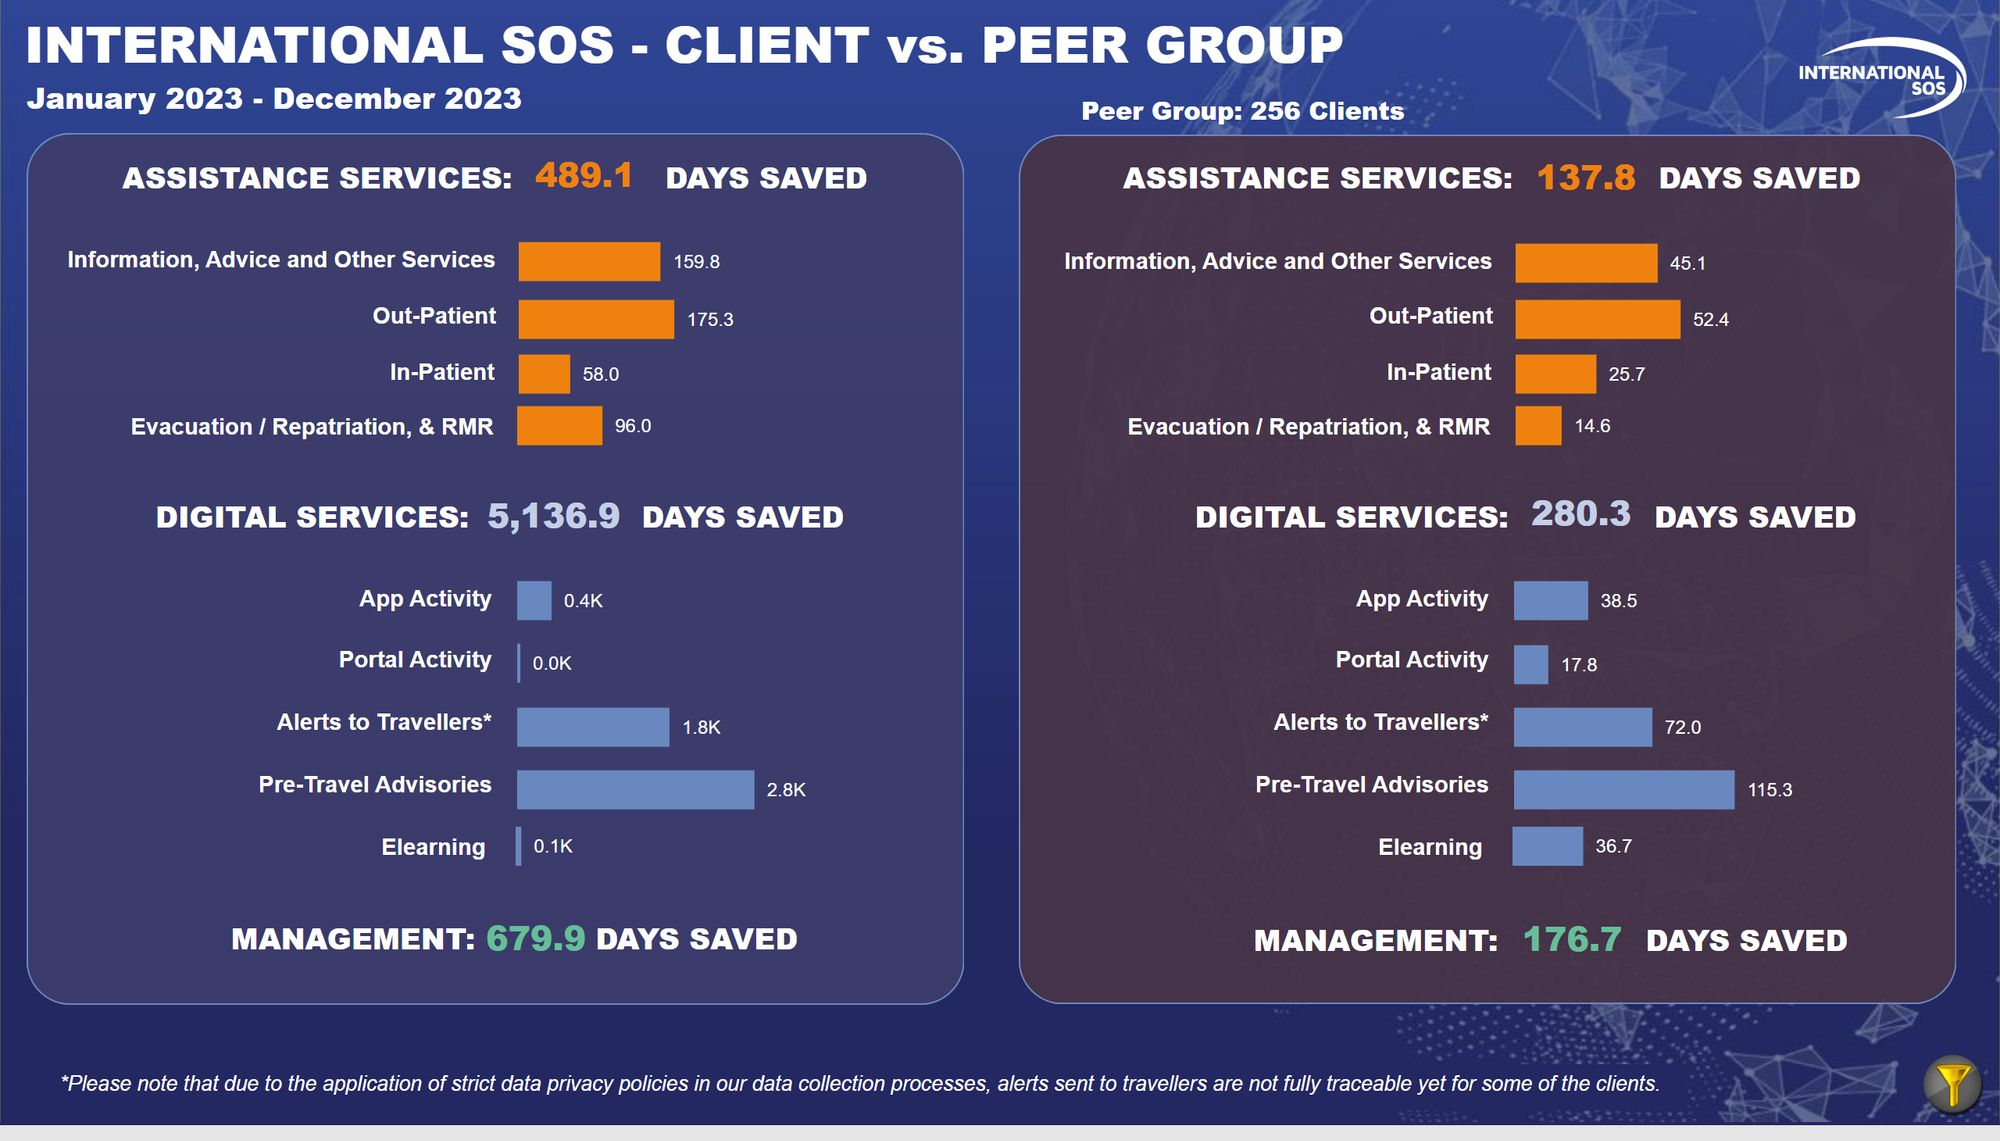 INTERNATIONAL SOS - CLIENT vs. PEER GROUP
January 2023 - December 2023
Peer Group: 256 Clients
INTERNATIONAL
SOS
ASSISTANCE SERVICES: 489.1 DAYS SAVED
Information, Advice and Other Services 159.8
Out-Patient 175.3
In-Patient 58.0
Evacuation / Repatriation, & RMR 96.0
DIGITAL SERVICES: 5,136.9 DAYS SAVED
App Activity 0.4K
Portal Activity 0.0K
Alerts to Travellers* 1.8K
Pre-Travel Advisories 2.8K
Elearning 0.1K
MANAGEMENT: 679.9 DAYS SAVED
ASSISTANCE SERVICES: 137.8 DAYS SAVED
Information, Advice and Other Services 45.1
Out-Patient 52.4
In-Patient 25.7
Evacuation / Repatriation, & RMR 14.6
DIGITAL SERVICES: 280.3 DAYS SAVED
App Activity 38.5
Portal Activity 17.8
Alerts to Travellers* 72.0
Pre-Travel Advisories 115.3
Elearning 36.7
MANAGEMENT: 176.7 DAYS SAVED
*Please note that due to the application of strict data privacy policies in our data collection processes, alerts sent to travellers are not fully traceable yet for some of the clients.